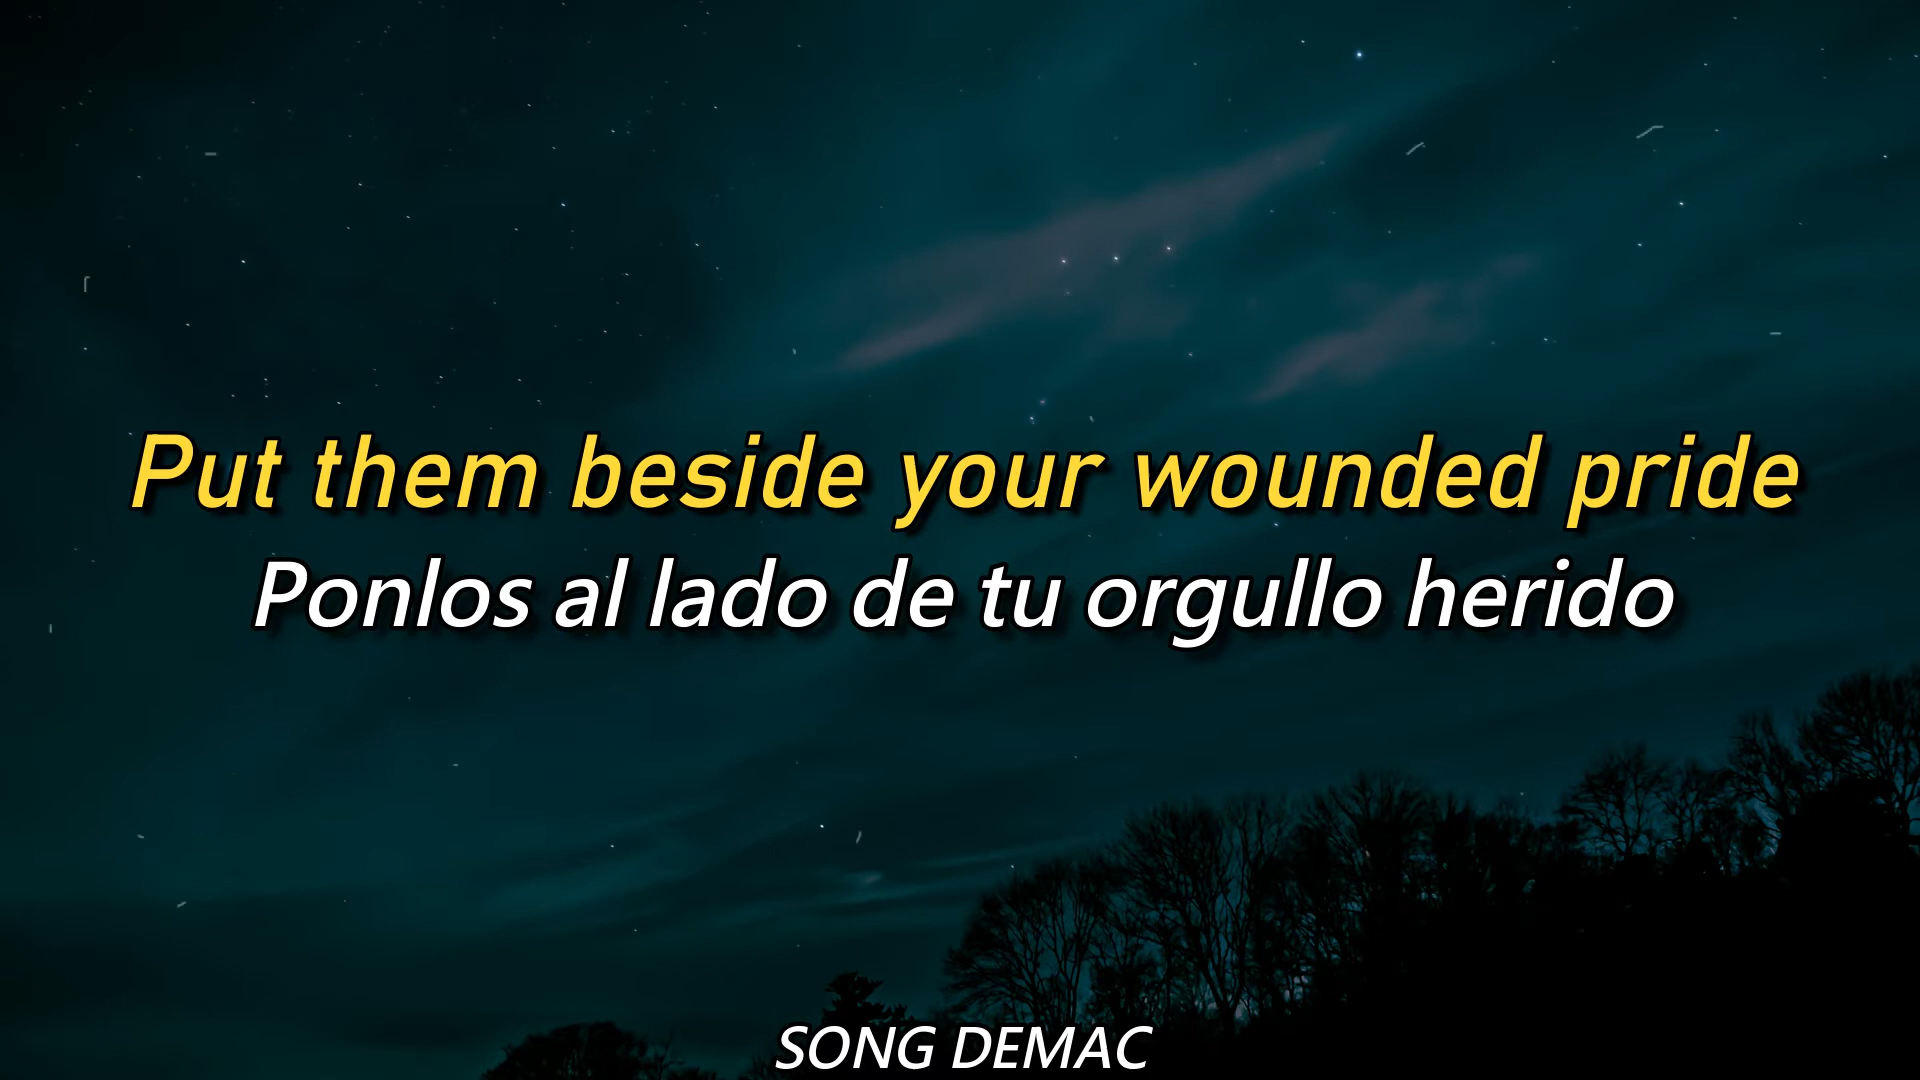 Put them beside your wounded pride
Ponlos al lado de tu orgullo herido
SONG DEMAC